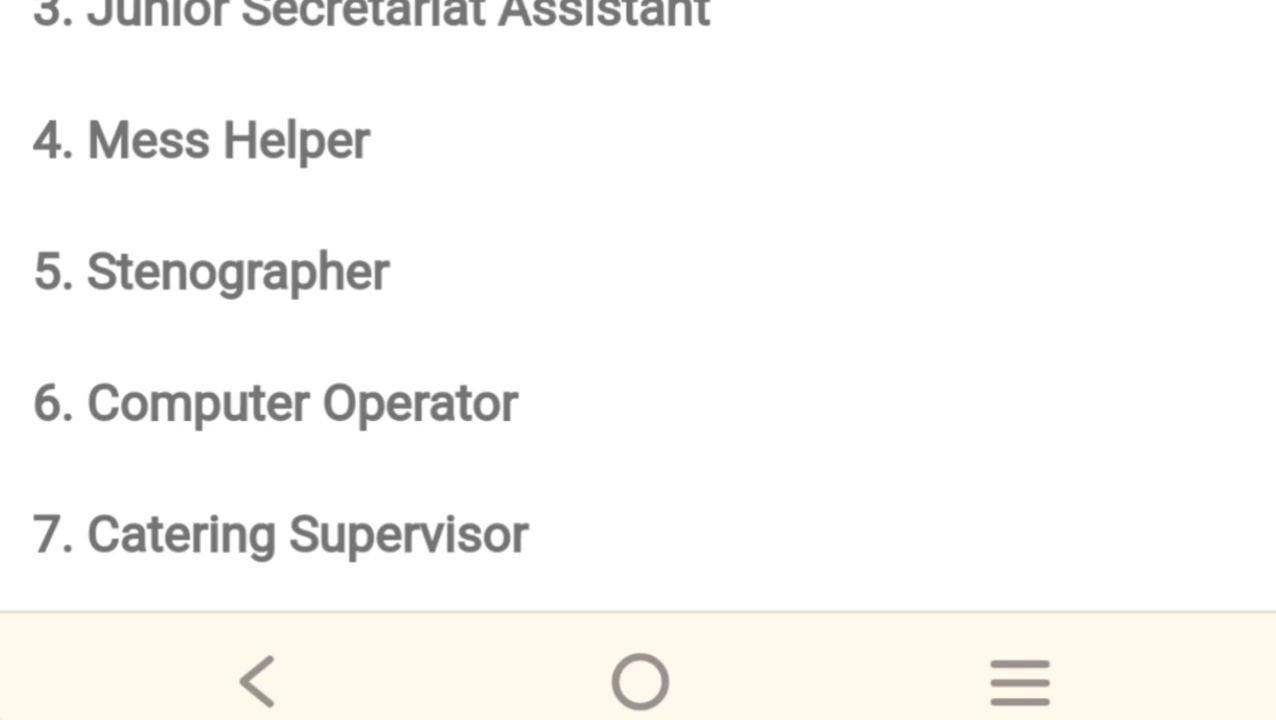 3. Junior Secretariat Assistant
4. Mess Helper
5. Stenographer
6. Computer Operator
7. Catering Supervisor